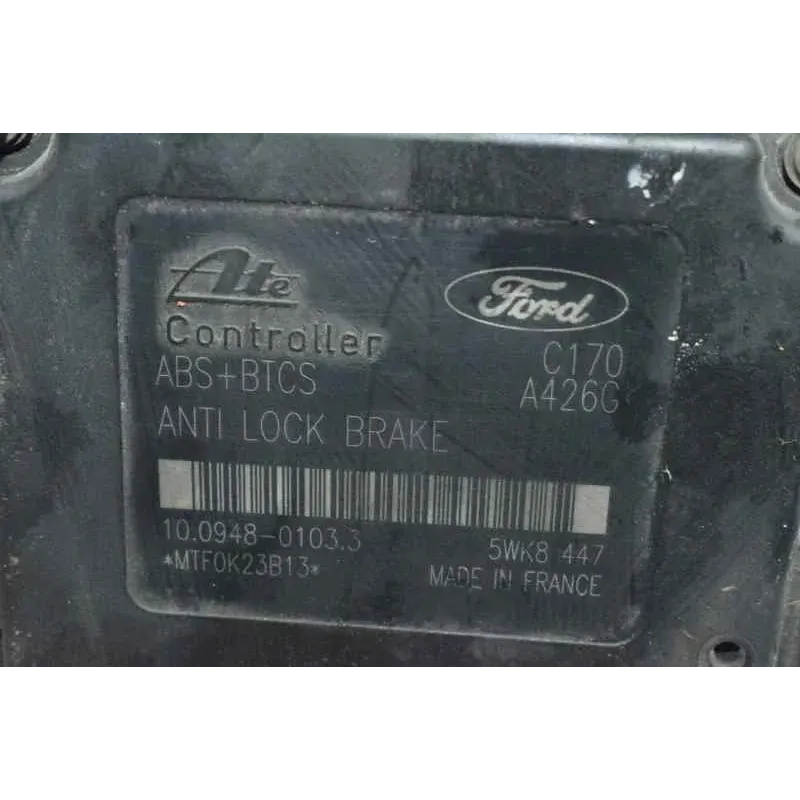 Ate
Ford
Controller
C170
ABS+BTCS
A426G
ANTI LOCK BRAKE
10.0948-0103.3
5WK8 447
*MTF0K23B13*
MADE IN FRANCE